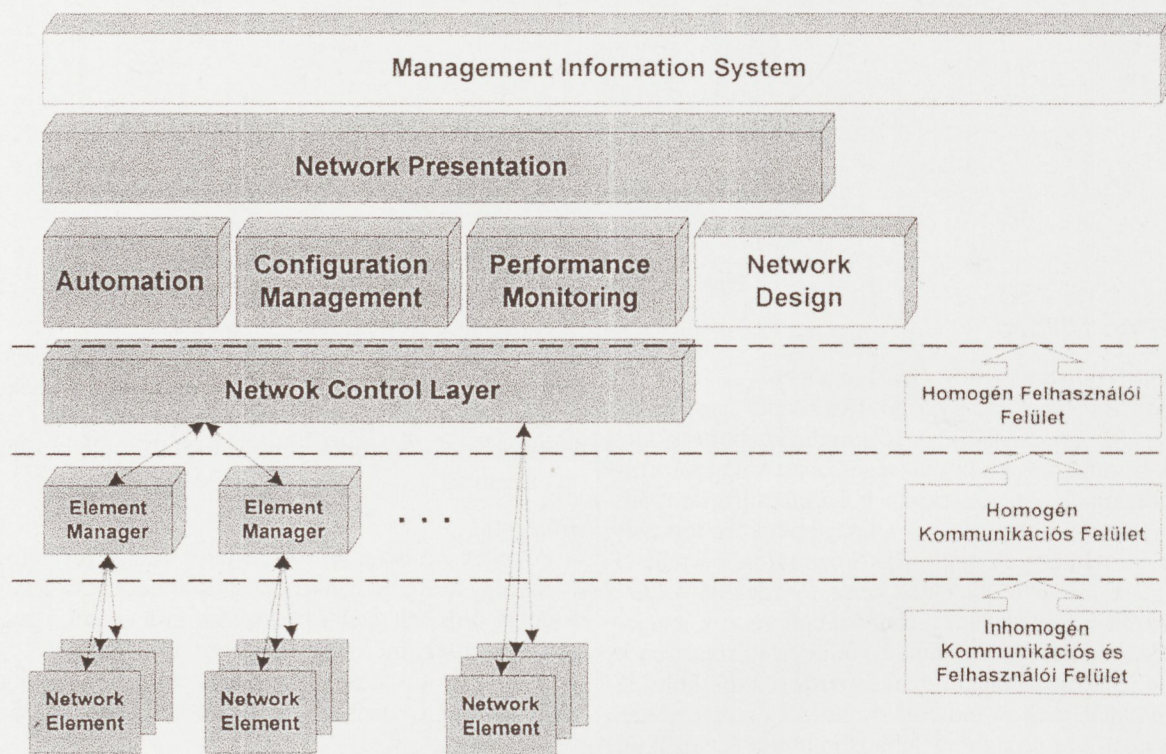 Management Information System
Network Presentation
Automation
Configuration
Management
Performance
Monitoring
Network
Design
Netwok Control Layer
Homogén Felhasználói
Felület
Element
Manager
Element
Manager
. . .
Homogén
Kommunikációs Felület
Inhomogén
Kommunikációs és
Felhasználói Felület
Network
Element
Network
Element
Network
Element